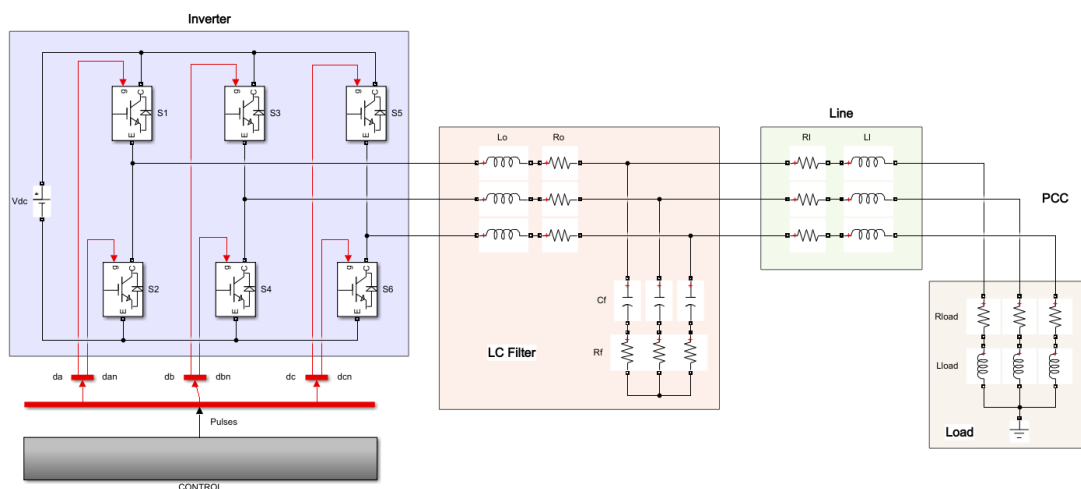 Inverter
g
C
E
S1
g
C
E
S3
g
C
E
S5
Vdc
+
g
C
E
S2
g
C
E
S4
g
C
E
S6
da
dan
db
dbn
dc
dcn
Pulses
CONTROL
Lo
Ro
Cf
Rf
LC Filter
Line
Rl
Ll
PCC
Rload
Lload
Load